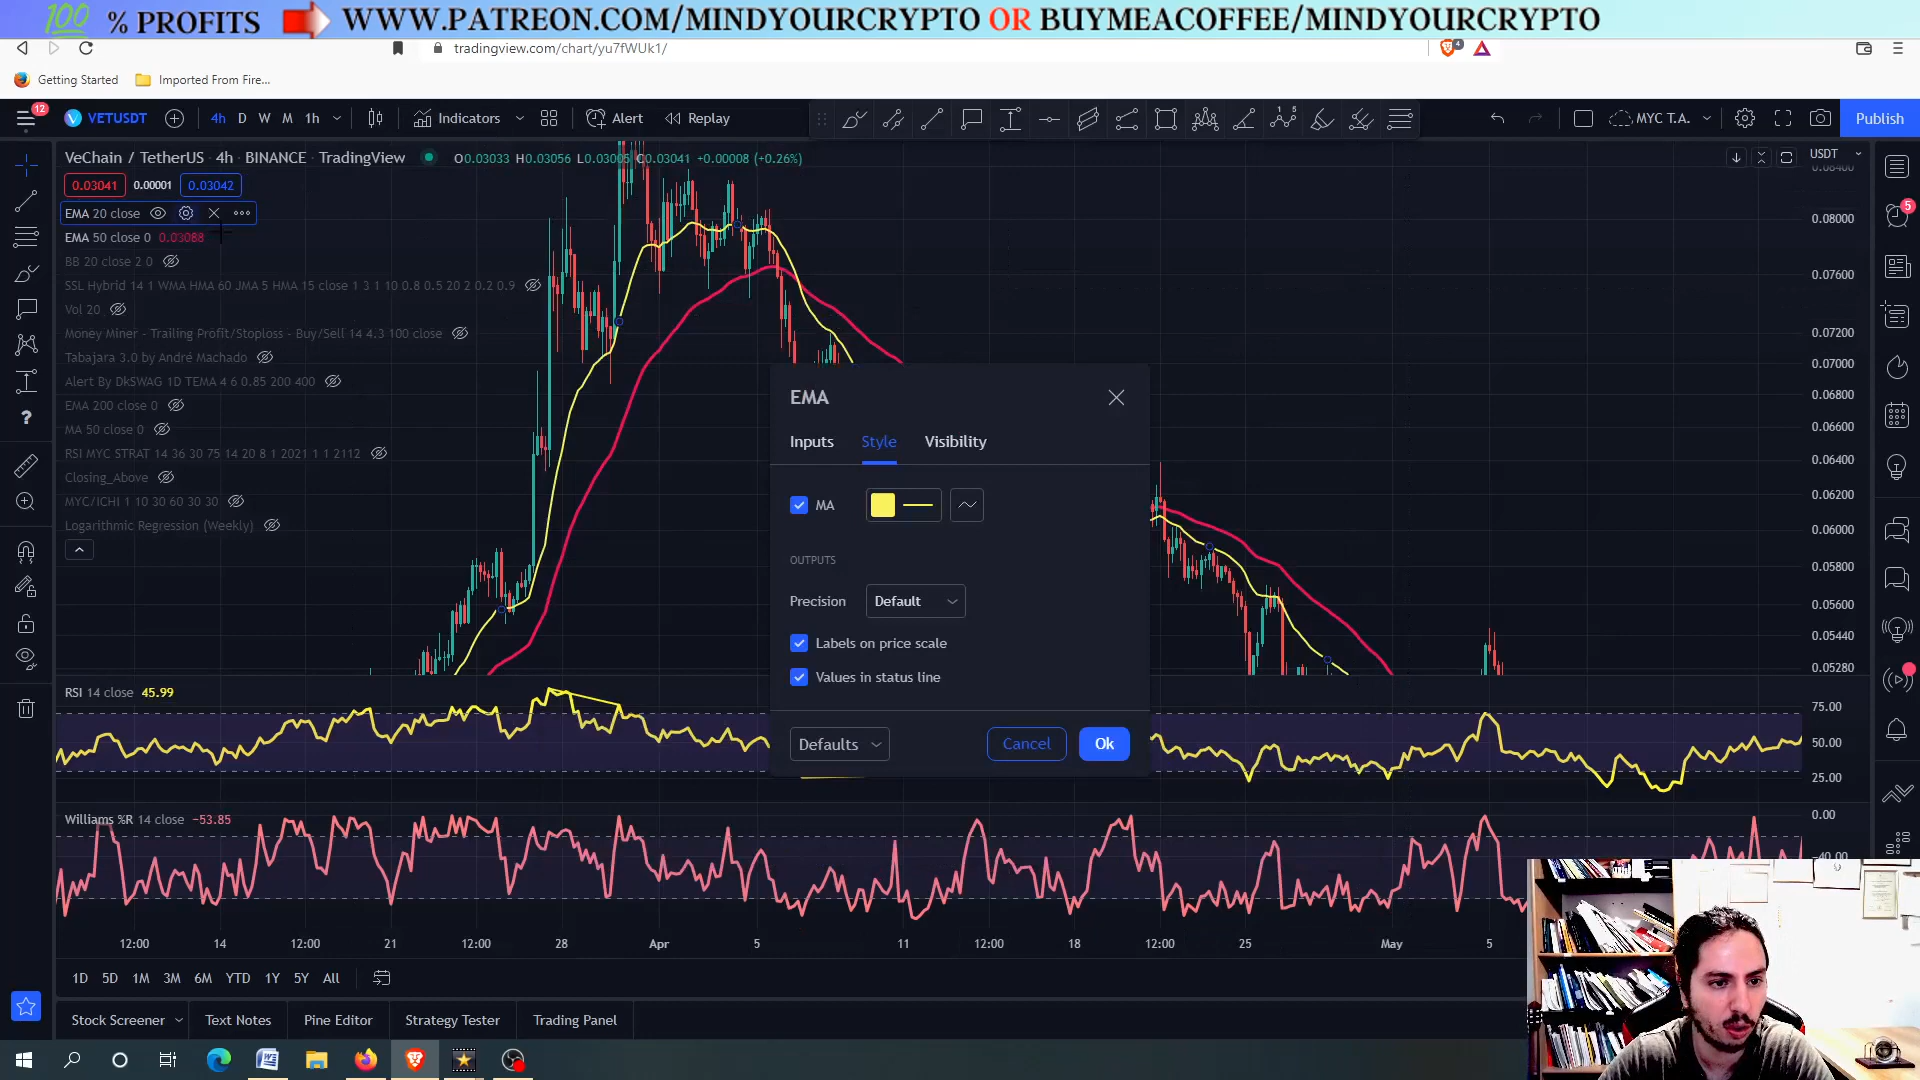 💯 % PROFITS WWW.PATREON.COM/MINDYOURCRYPTO OR BUYMEACOFFEE/MINDYOURCRYPTO
tradingview.com/chart/yu7fWUk1/
4
Getting Started Imported From Fire...
12 VETUSDT 4h D W M 1h Indicators Alert Replay MYC T.A. Publish
VeChain / TetherUS · 4h · BINANCE · TradingView O0.03033 H0.03056 L0.03005 C0.03041 +0.00008 (+0.26%) USDT
0.03041 0.00001 0.03042
EMA 20 close
EMA 50 close 0 0.03088
BB 20 close 2 0
SSL Hybrid 14 1 WMA HMA 60 JMA 5 HMA 15 close 1 3 1 10 0.8 0.5 20 2 0.2 0.9
Vol 20
Money Miner - Trailing Profit/Stoploss - Buy/Sell 14 4.3 100 close
Tabajara 3.0 by André Machado
Alert By DkSWAG 1D TEMA 4 6 0.85 200 400
EMA 200 close 0
MA 50 close 0
RSI MYC STRAT 14 36 30 75 14 20 8 1 2021 1 1 2112
Closing_Above
MYC/ICHI 1 10 30 60 30 30
Logarithmic Regression (Weekly)
0.08400
0.08000
0.07600
0.07200
0.07000
0.06800
0.06600
0.06400
0.06200
0.06000
0.05800
0.05600
0.05440
0.05280
5
EMA
Inputs Style Visibility
MA
OUTPUTS
Precision Default
Labels on price scale
Values in status line
Defaults Cancel Ok
RSI 14 close 45.99
75.00
50.00
25.00
Williams %R 14 close −53.85
0.00
−40.00
12:00 14 12:00 21 12:00 28 Apr 5 11 12:00 18 12:00 25 May 5
1D 5D 1M 3M 6M YTD 1Y 5Y All
Stock Screener Text Notes Pine Editor Strategy Tester Trading Panel